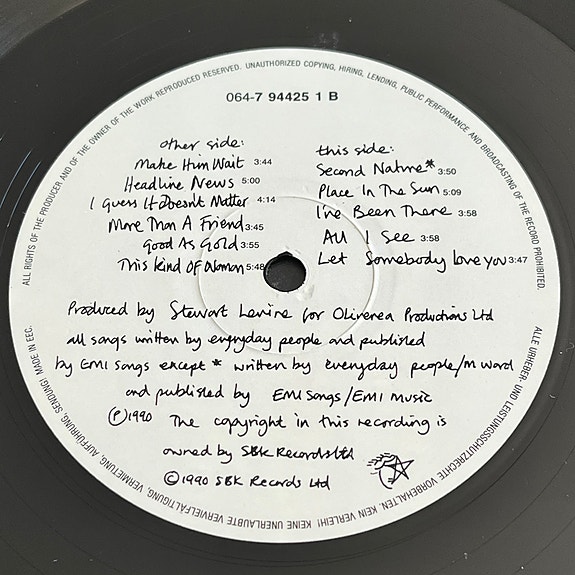 ALL RIGHTS OF THE PRODUCER AND OF THE OWNER OF THE WORK REPRODUCED RESERVED. UNAUTHORIZED COPYING, HIRING, LENDING, PUBLIC PERFORMANCE AND BROADCASTING OF THE RECORD PROHIBITED.
064-7 94425 1 B
other side:
Make Him Wait 3:44
Headline News 5:00
I Guess It Doesn't Matter 4:14
More Than A Friend 3:45
Good As Gold 3:55
This Kind Of Woman 5:48
this side:
Second Nature* 3:50
Place In The Sun 5:09
I've Been There 3:58
All I See 3:58
Let Somebody love you 3:47
Produced by Stewart Levine for Oliverea Productions Ltd
all songs written by everyday people and published
by EMI Songs except * written by everyday people/M Word
and published by EMI Songs/EMI Music
℗1990 The copyright in this recording is
owned by SBK Records Ltd
©1990 SBK Records Ltd
ALLE URHEBER- UND LEISTUNGSSCHUTZRECHTE VORBEHALTEN. KEIN VERLEIH! KEINE UNERLAUBTE VERVIELFÄLTIGUNG, VERMIETUNG, AUFFÜHRUNG, SENDUNG! MADE IN EEC.